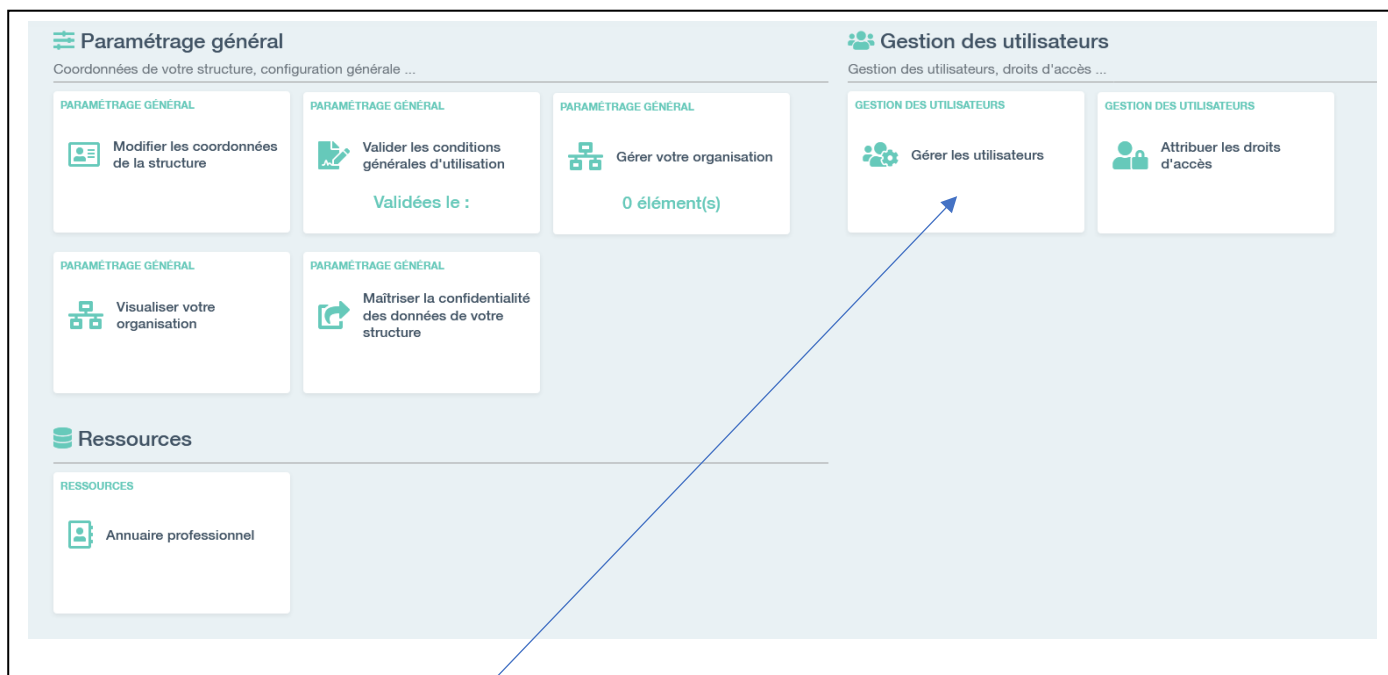 Paramétrage général
Coordonnées de votre structure, configuration générale ...
PARAMÉTRAGE GÉNÉRAL
Modifier les coordonnées
de la structure
PARAMÉTRAGE GÉNÉRAL
Valider les conditions
générales d'utilisation
Validées le :
PARAMÉTRAGE GÉNÉRAL
Gérer votre organisation
0 élément(s)
PARAMÉTRAGE GÉNÉRAL
Visualiser votre
organisation
PARAMÉTRAGE GÉNÉRAL
Maîtriser la confidentialité
des données de votre
structure
Ressources
RESSOURCES
Annuaire professionnel
Gestion des utilisateurs
Gestion des utilisateurs, droits d'accès ...
GESTION DES UTILISATEURS
Gérer les utilisateurs
GESTION DES UTILISATEURS
Attribuer les droits
d'accès